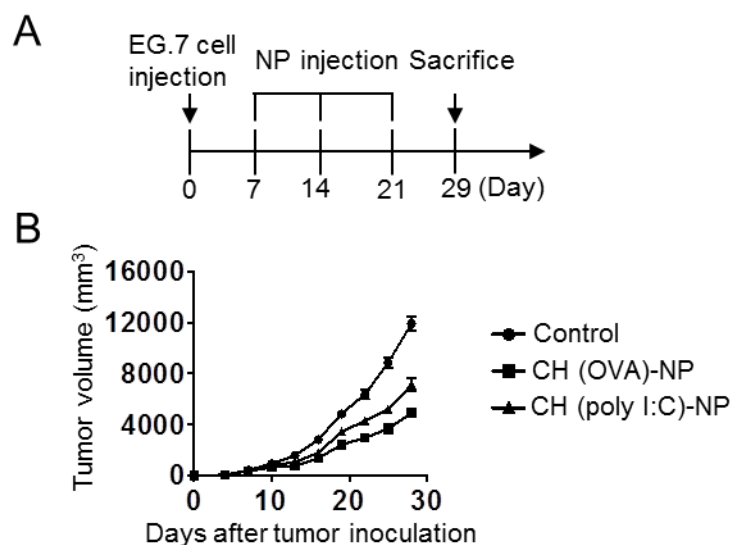 A
EG.7 cell
injection
NP injection Sacrifice
0 7 14 21 29 (Day)
B
Tumor volume (mm³)
16000
12000
8000
4000
0
0 10 20 30
Days after tumor inoculation
Control
CH (OVA)-NP
CH (poly I:C)-NP